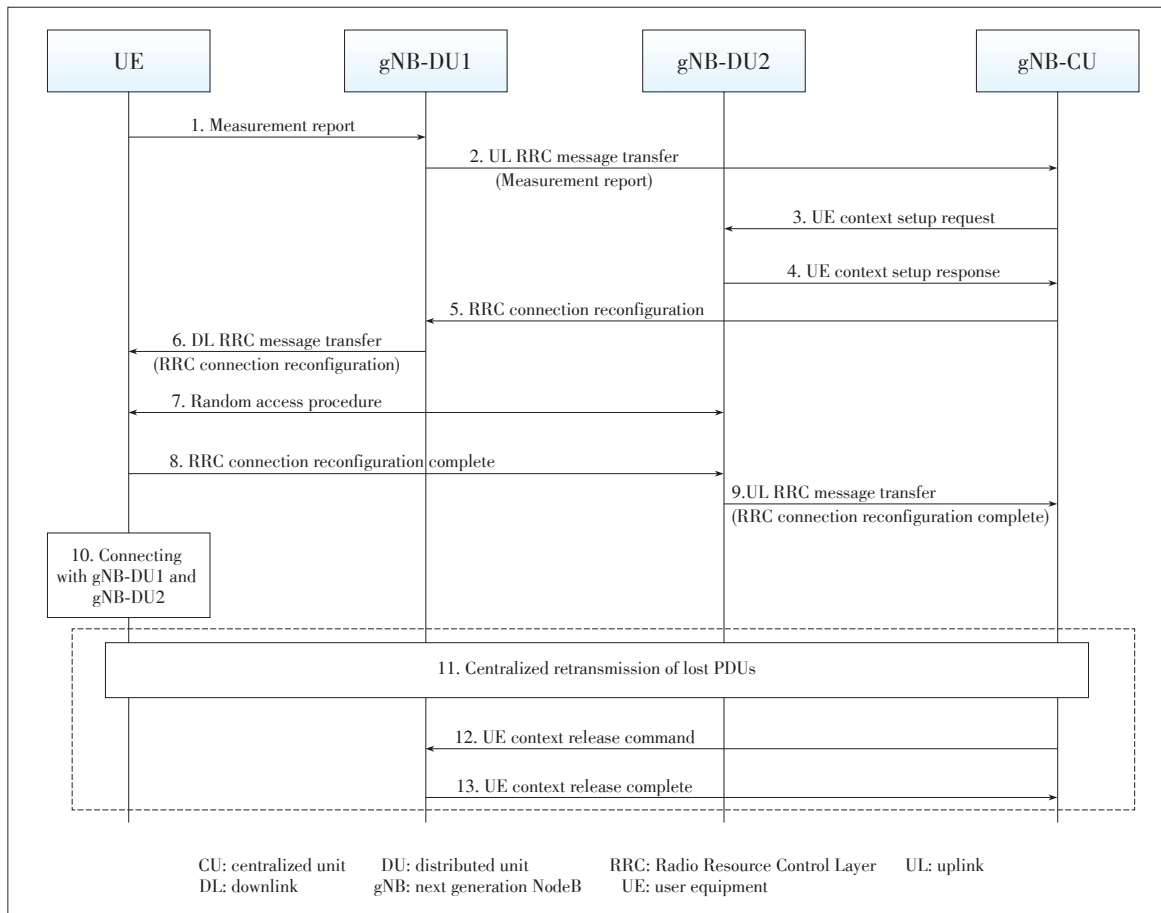 UE
gNB-DU1
gNB-DU2
gNB-CU
1. Measurement report
2. UL RRC message transfer
(Measurement report)
3. UE context setup request
4. UE context setup response
5. RRC connection reconfiguration
6. DL RRC message transfer
(RRC connection reconfiguration)
7. Random access procedure
8. RRC connection reconfiguration complete
9.UL RRC message transfer
(RRC connection reconfiguration complete)
10. Connecting
with gNB-DU1 and
gNB-DU2
11. Centralized retransmission of lost PDUs
12. UE context release command
13. UE context release complete
CU: centralized unit DU: distributed unit RRC: Radio Resource Control Layer UL: uplink
DL: downlink gNB: next generation NodeB UE: user equipment